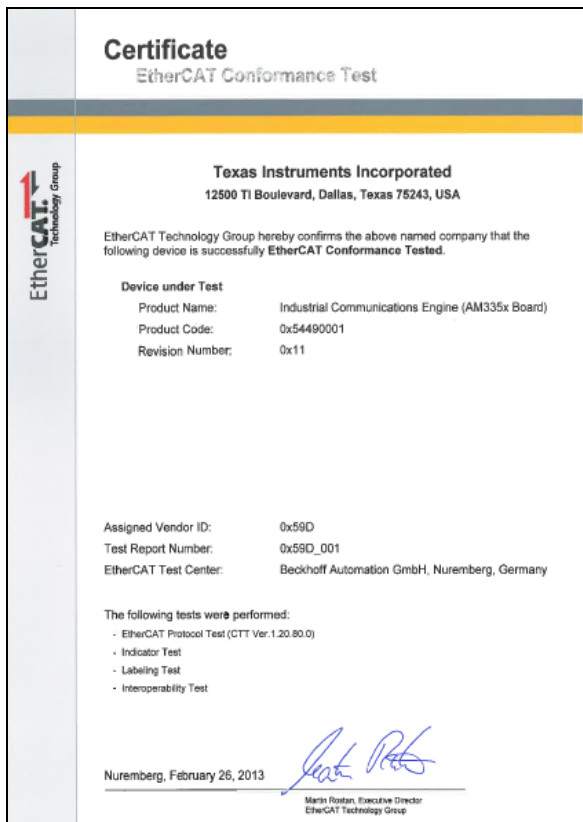 Certificate
EtherCAT Conformance Test
EtherCAT.
Technology Group
Texas Instruments Incorporated
12500 TI Boulevard, Dallas, Texas 75243, USA
EtherCAT Technology Group hereby confirms the above named company that the
following device is successfully EtherCAT Conformance Tested.
Device under Test
Product Name: Industrial Communications Engine (AM335x Board)
Product Code: 0x54490001
Revision Number: 0x11
Assigned Vendor ID: 0x59D
Test Report Number: 0x59D_001
EtherCAT Test Center: Beckhoff Automation GmbH, Nuremberg, Germany
The following tests were performed:
- EtherCAT Protocol Test (CTT Ver.1.20.80.0)
- Indicator Test
- Labeling Test
- Interoperability Test
Nuremberg, February 26, 2013
Martin Rostan, Executive Director
EtherCAT Technology Group